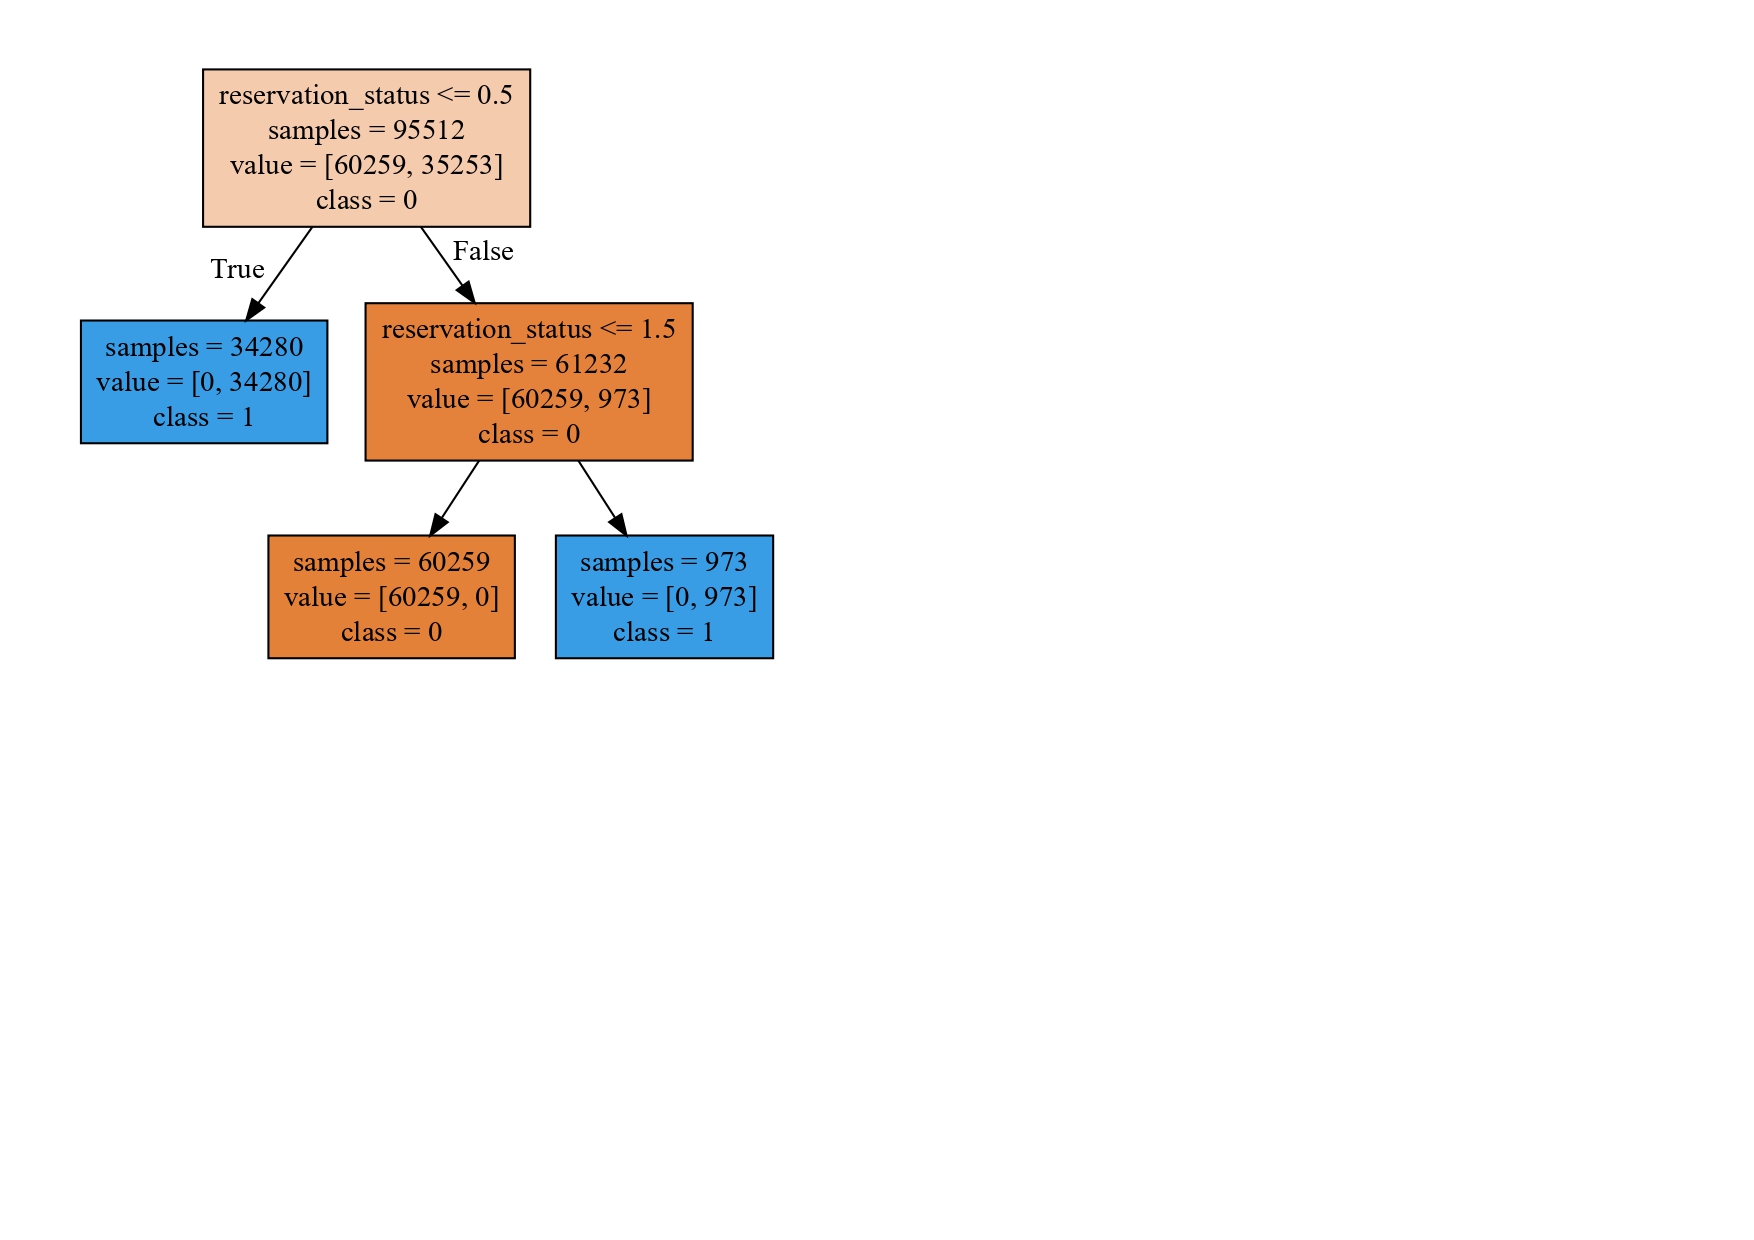 reservation_status <= 0.5
samples = 95512
value = [60259, 35253]
class = 0
True
False
samples = 34280
value = [0, 34280]
class = 1
reservation_status <= 1.5
samples = 61232
value = [60259, 973]
class = 0
samples = 60259
value = [60259, 0]
class = 0
samples = 973
value = [0, 973]
class = 1